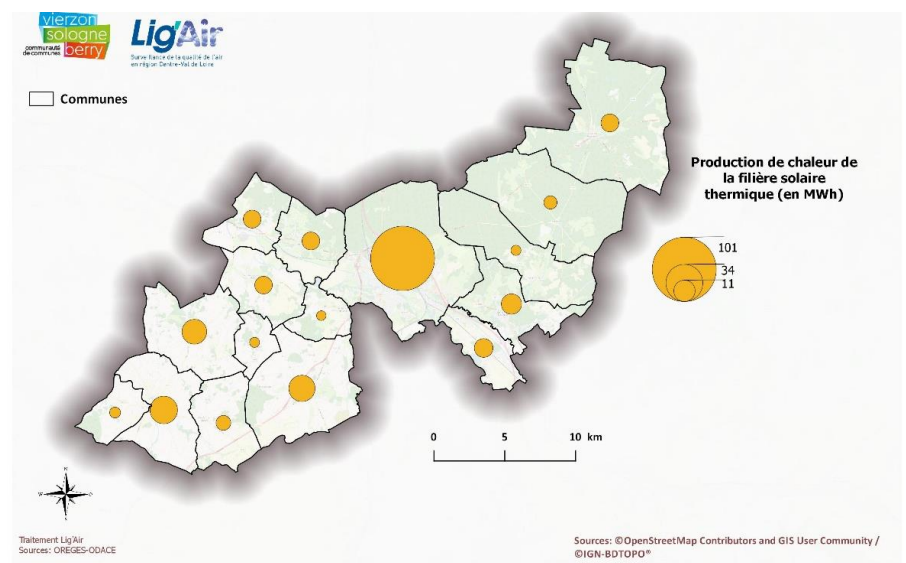 vierzon
sologne
berry
communauté
de communes
Lig'Air
Surveillance de la qualité de l'air
en région Centre-Val de Loire
Communes
Production de chaleur de
la filière solaire
thermique (en MWh)
101
34
11
0 5 10 km
N
W E
S
Traitement Lig'Air
Sources: OREGES-ODACE
Sources: ©OpenStreetMap Contributors and GIS User Community /
©IGN-BDTOPO®